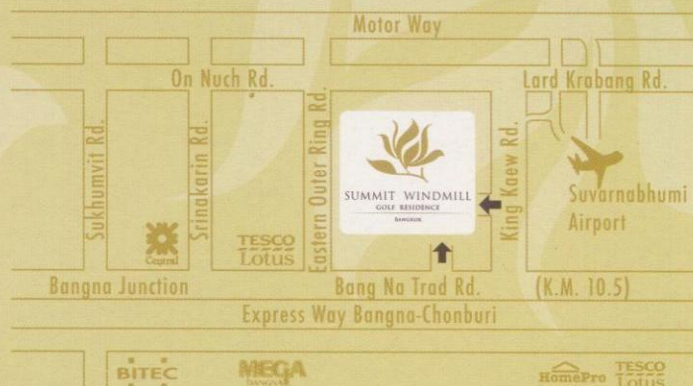 Motor Way
On Nuch Rd.
Lard Krabang Rd.
Sukhumvit Rd.
Srinakarin Rd.
Eastern Outer Ring Rd.
King Kaew Rd.
SUMMIT WINDMILL
GOLF RESIDENCE
BANGKOK
Suvarnabhumi
Airport
Central
TESCO
Lotus
Bangna Junction
Bang Na Trad Rd.
(K.M. 10.5)
Express Way Bangna-Chonburi
BITEC
MEGA
BANGNA
HomePro
TESCO
Lotus